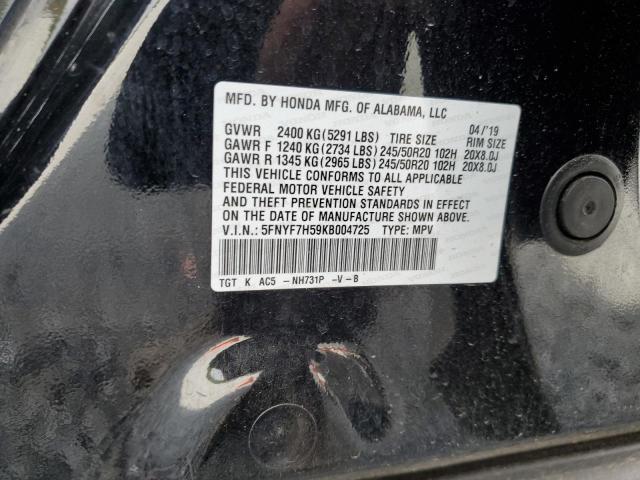 MFD. BY HONDA MFG. OF ALABAMA, LLC 04/'19
GVWR 2400 KG (5291 LBS) TIRE SIZE RIM SIZE
GAWR F 1240 KG (2734 LBS) 245/50R20 102H 20X8.0J
GAWR R 1345 KG (2965 LBS) 245/50R20 102H 20X8.0J
THIS VEHICLE CONFORMS TO ALL APPLICABLE
FEDERAL MOTOR VEHICLE SAFETY
AND THEFT PREVENTION STANDARDS IN EFFECT
ON THE DATE OF MANUFACTURE SHOWN ABOVE.
V.I.N.: 5FNYF7H59KB004725 TYPE: MPV
TGT K AC5 -NH731P -V-B